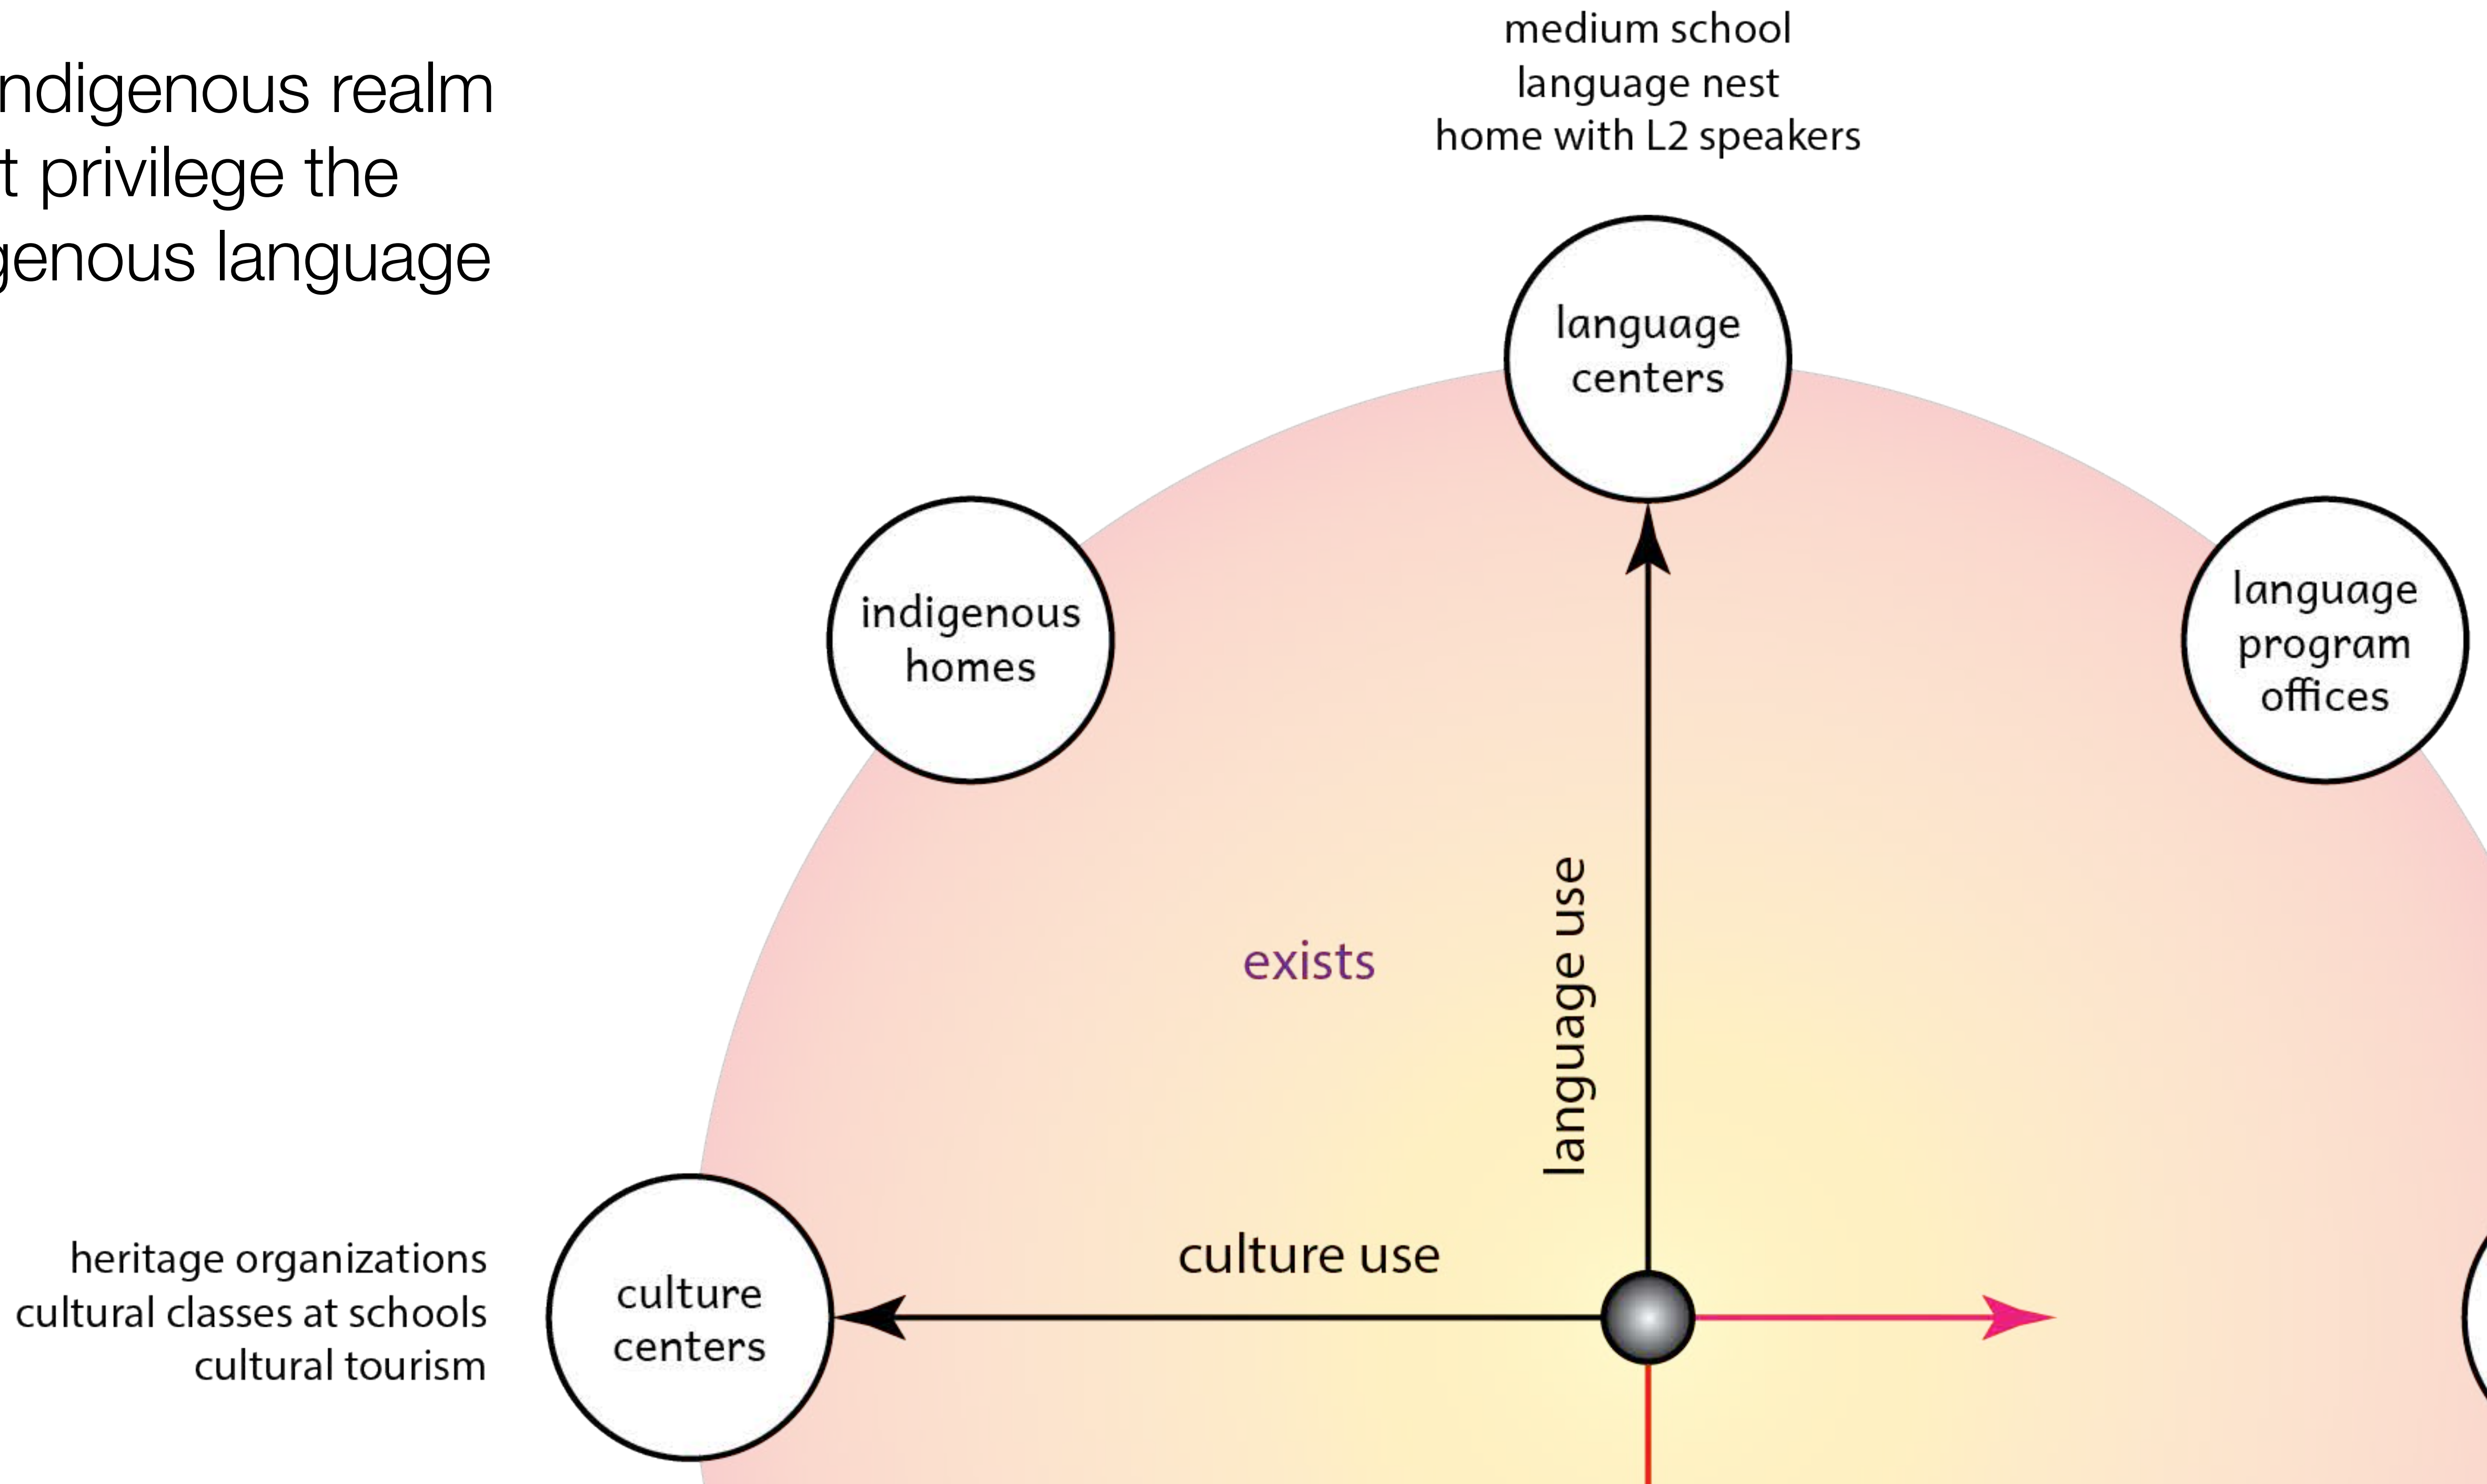 ndigenous realm
t privilege the
genous language
medium school
language nest
home with L2 speakers
language
centers
indigenous
homes
language
program
offices
exists
language use
culture use
heritage organizations
cultural classes at schools
cultural tourism
culture
centers